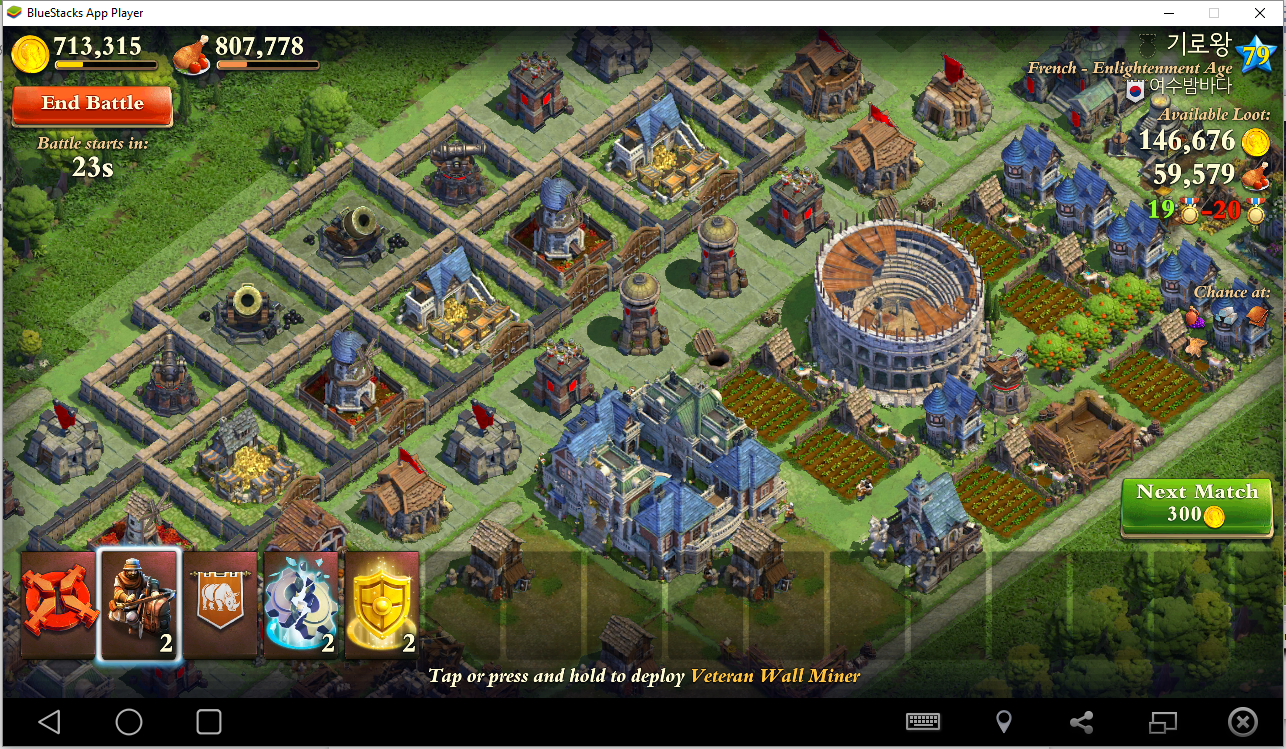 BlueStacks App Player
713,315
807,778
기로왕
79
French - Enlightenment Age
여수밤바다
End Battle
Battle starts in:
23s
Available Loot:
146,676
59,579
19 -20
Chance at:
Next Match
300
2
2
2
Tap or press and hold to deploy Veteran Wall Miner